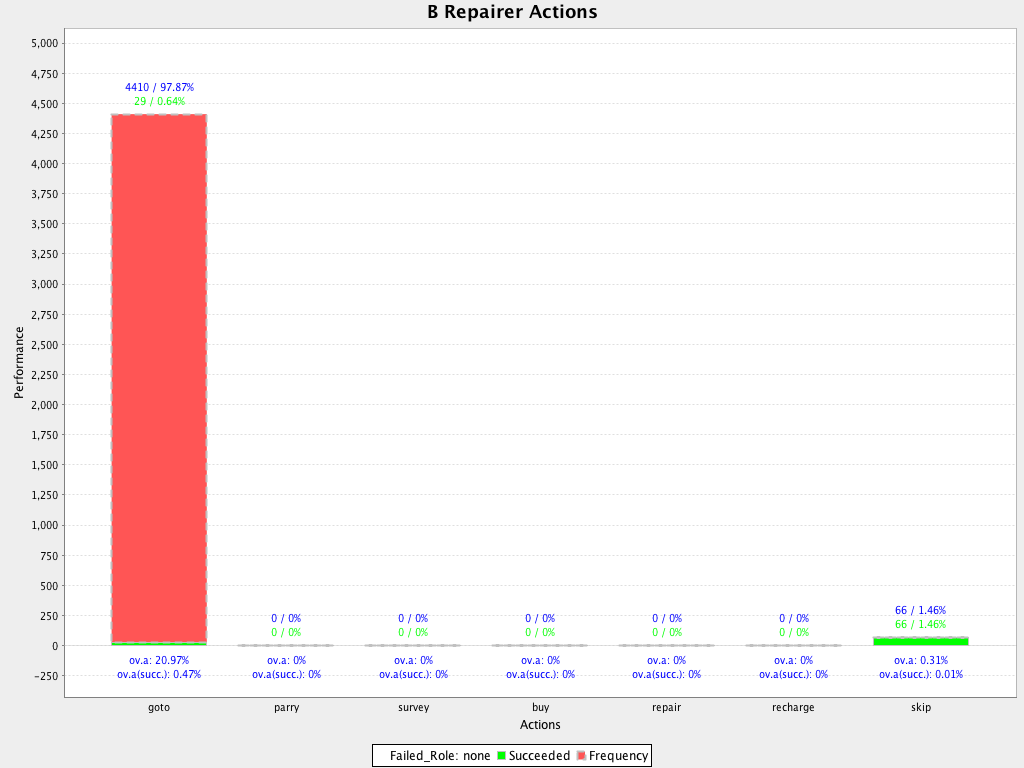 B Repairer Actions
5,000
4,750
4,500
4,250
4,000
3,750
3,500
3,250
3,000
2,750
2,500
2,250
2,000
1,750
1,500
1,250
1,000
750
500
250
0
-250
Performance
4410 / 97.87%
29 / 0.64%
0 / 0%
0 / 0%
0 / 0%
0 / 0%
0 / 0%
0 / 0%
0 / 0%
0 / 0%
0 / 0%
0 / 0%
66 / 1.46%
66 / 1.46%
ov.a: 20.97%
ov.a(succ.): 0.47%
ov.a: 0%
ov.a(succ.): 0%
ov.a: 0%
ov.a(succ.): 0%
ov.a: 0%
ov.a(succ.): 0%
ov.a: 0%
ov.a(succ.): 0%
ov.a: 0%
ov.a(succ.): 0%
ov.a: 0.31%
ov.a(succ.): 0.01%
goto parry survey buy repair recharge skip
Actions
Failed_Role: none Succeeded Frequency